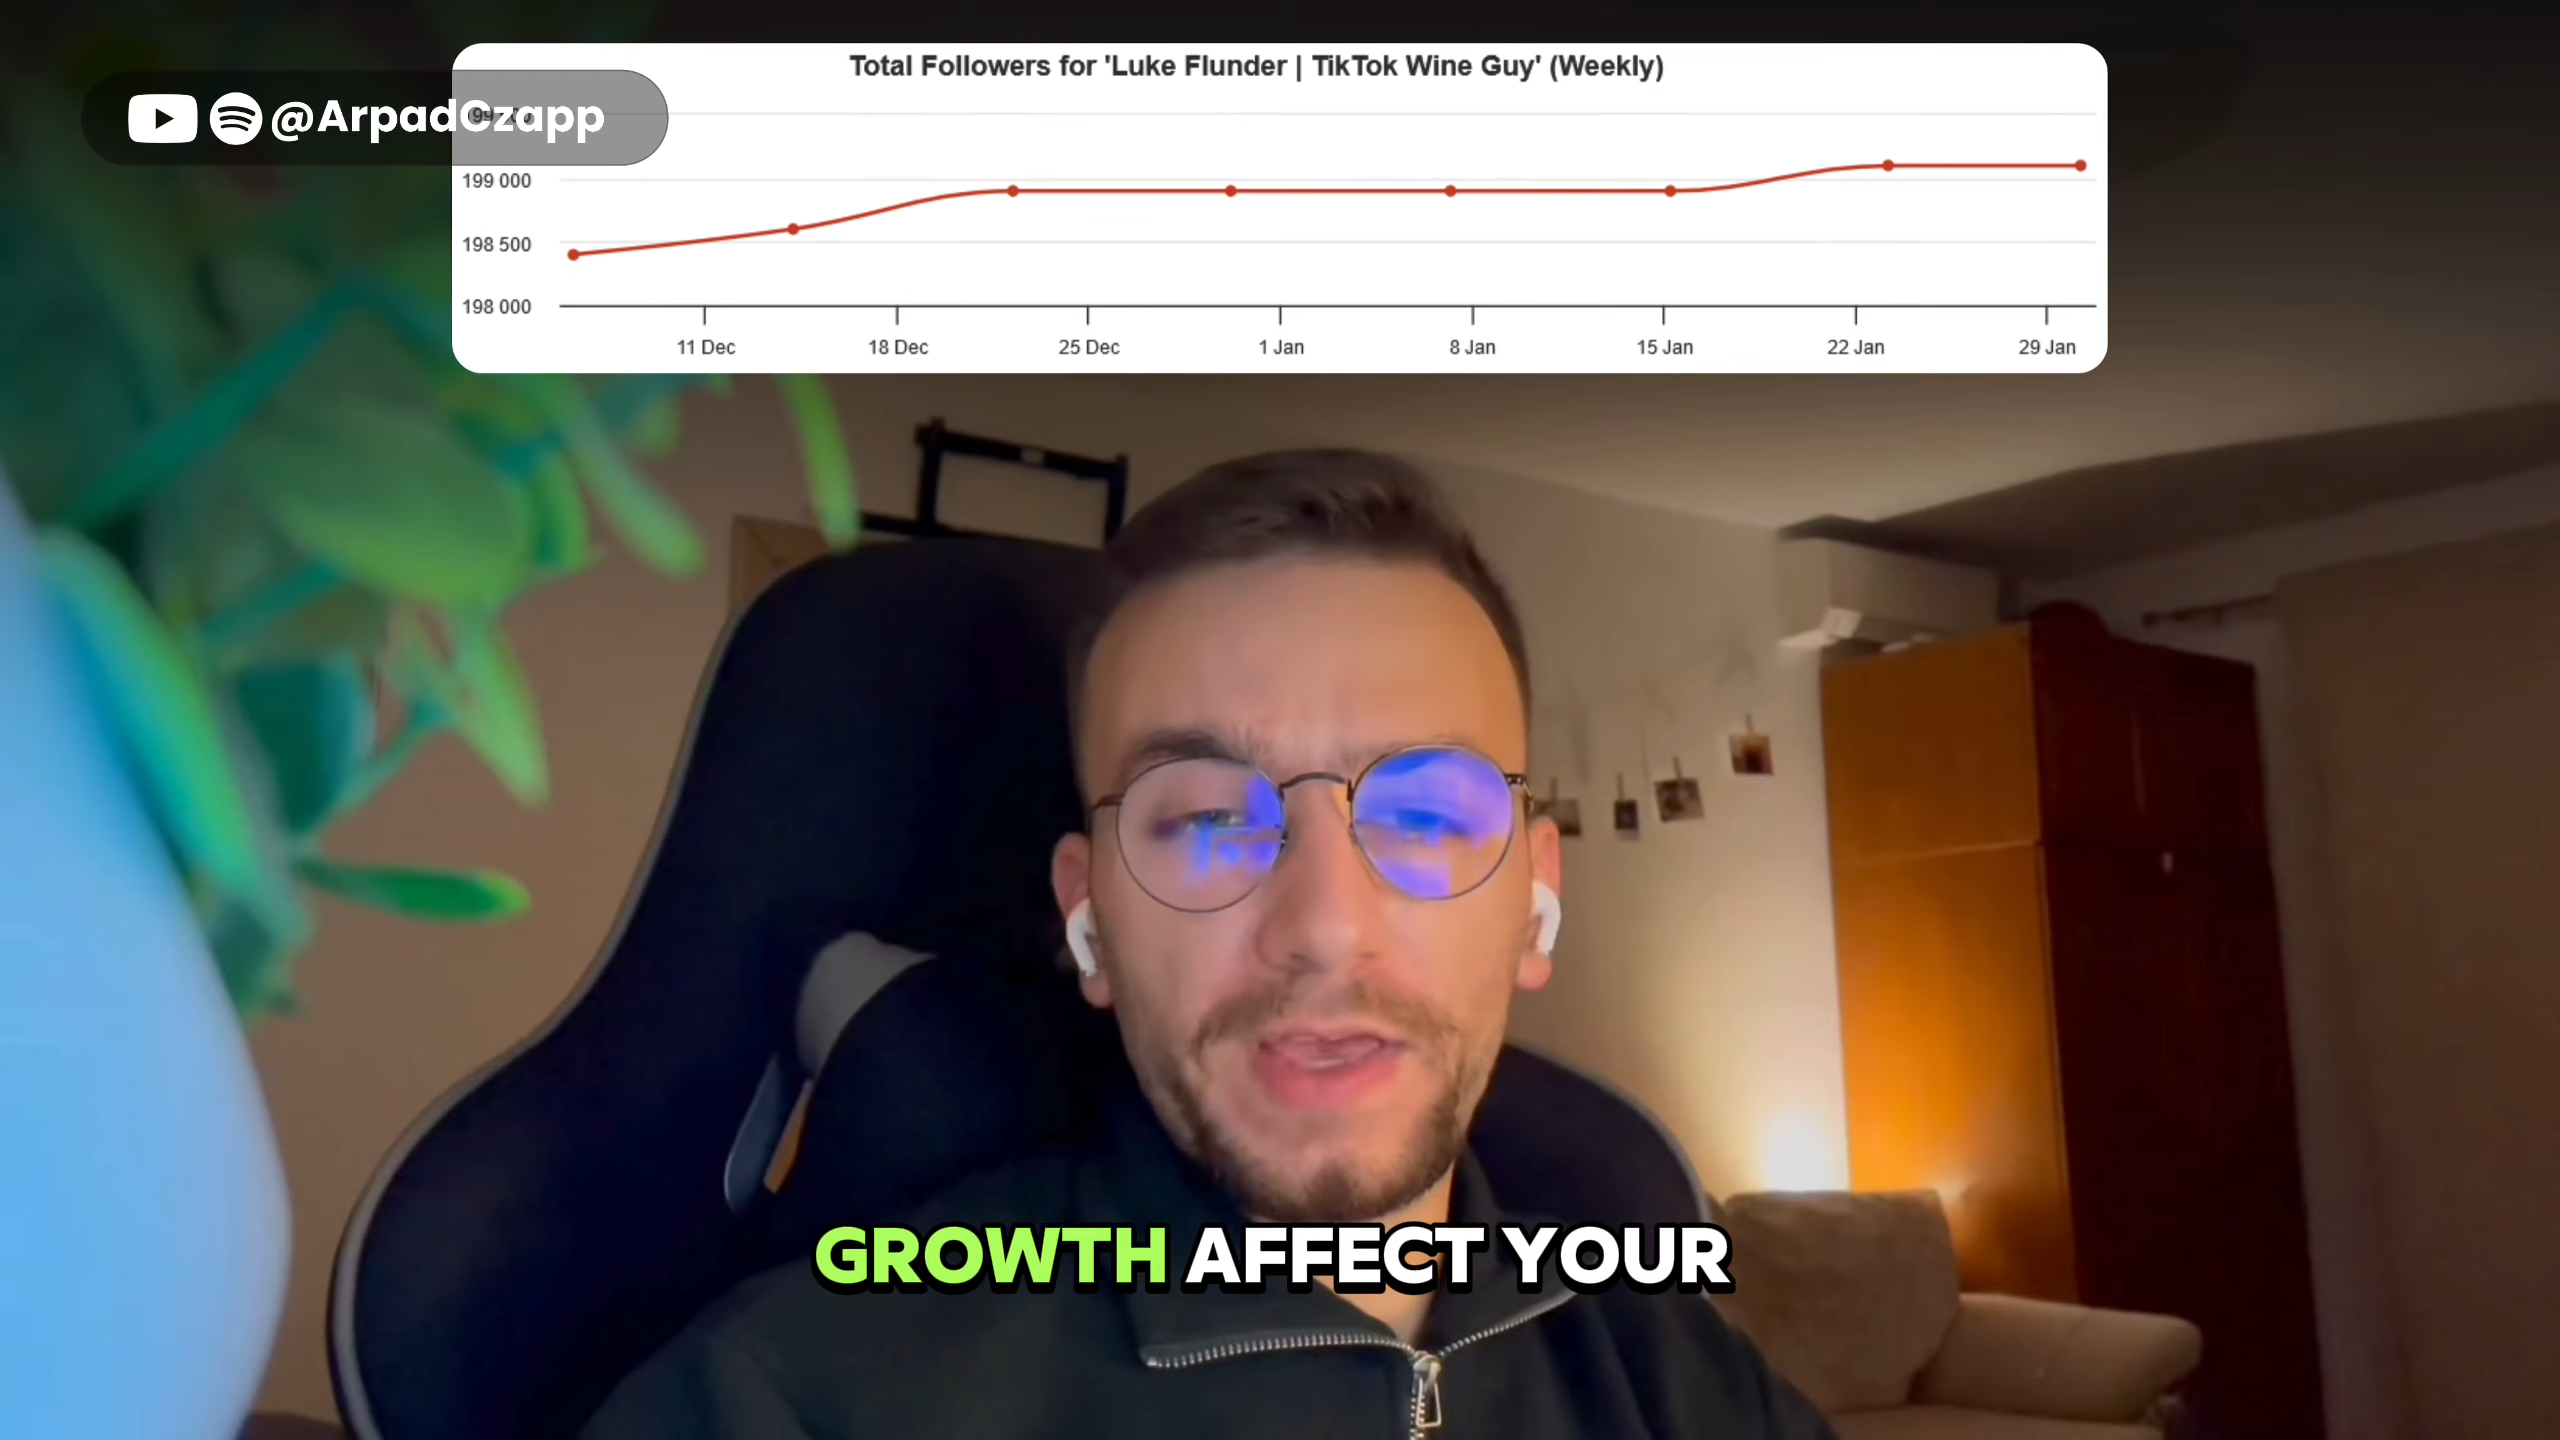 Total Followers for 'Luke Flunder | TikTok Wine Guy' (Weekly)
@ArpadCzapp
199 000
198 500
198 000
11 Dec
18 Dec
25 Dec
1 Jan
8 Jan
15 Jan
22 Jan
29 Jan
GROWTH AFFECT YOUR